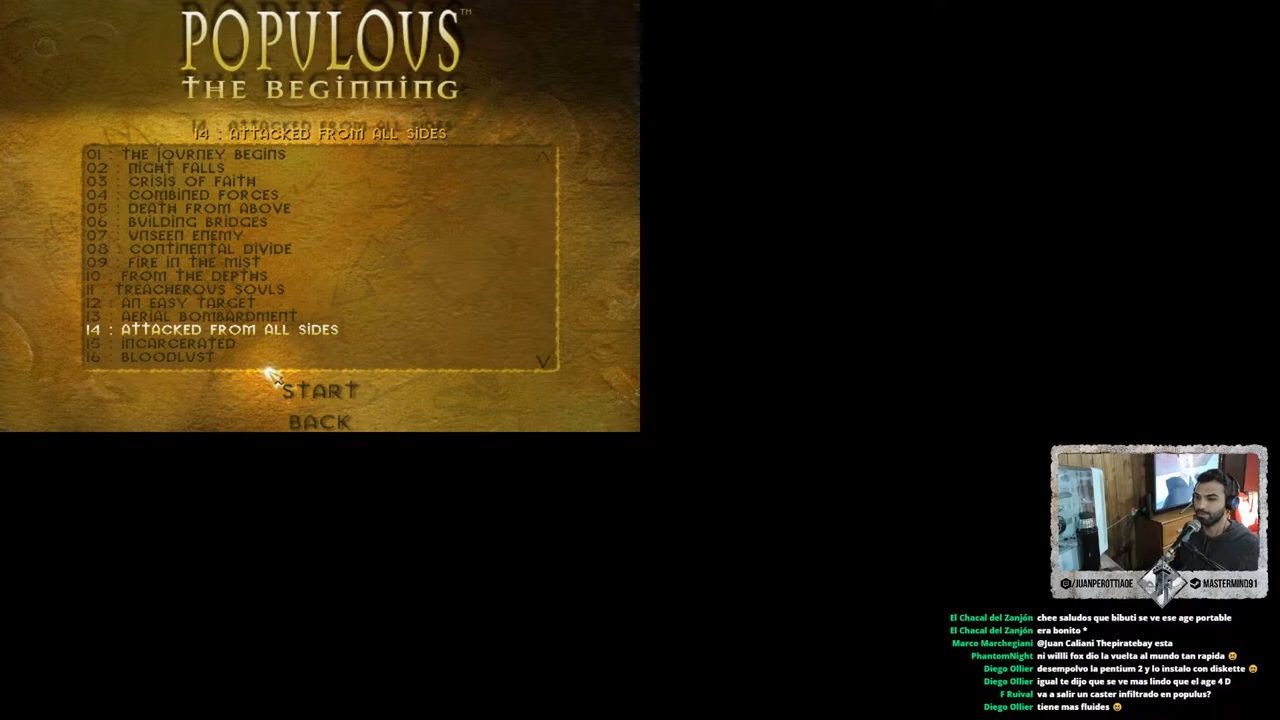 POPULOUS™
THE BEGINNING
14 : ATTACKED FROM ALL SIDES
01 : THE JOURNEY BEGINS
02 : NIGHT FALLS
03 : CRISIS OF FAITH
04 : COMBINED FORCES
05 : DEATH FROM ABOVE
06 : BUILDING BRIDGES
07 : UNSEEN ENEMY
08 : CONTINENTAL DIVIDE
09 : FIRE IN THE MIST
10 : FROM THE DEPTHS
11 : TREACHEROUS SOULS
12 : AN EASY TARGET
13 : AERIAL BOMBARDMENT
14 : ATTACKED FROM ALL SIDES
15 : INCARCERATED
16 : BLOODLUST
START
BACK
/JUANPEROTTIAOE MASTERMIND91
El Chacal del Zanjón chee saludos que bibuti se ve ese age portable
El Chacal del Zanjón era bonito *
Marco Marchegiani @Juan Caliani Thepiratebay esta
PhantomNight ni willli fox dio la vuelta al mundo tan rapida 😄
Diego Ollier desempolvo la pentium 2 y lo instalo con diskette 😄
Diego Ollier igual te dijo que se ve mas lindo que el age 4 D
F Ruival va a salir un caster infiltrado en populus?
Diego Ollier tiene mas fluides 😄